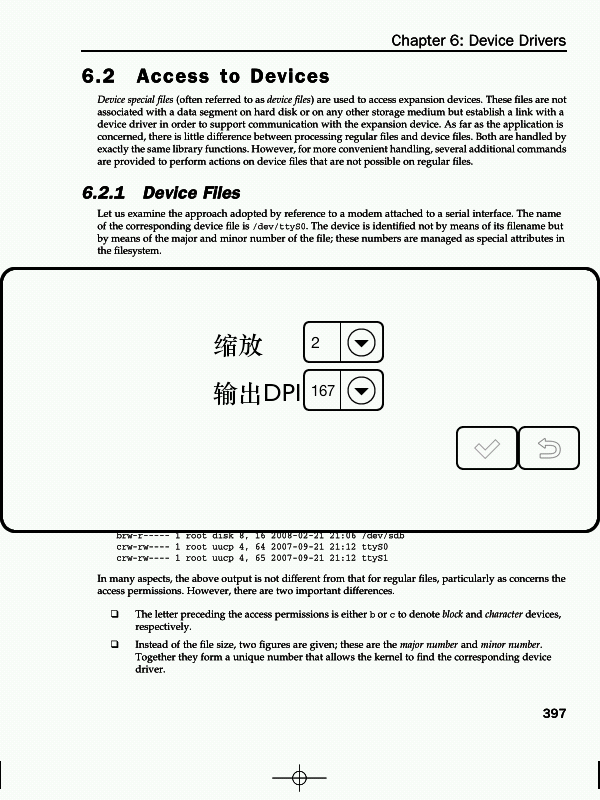 Chapter 6: Device Drivers
6.2 Access to Devices
Device special files (often referred to as device files) are used to access expansion devices. These files are not
associated with a data segment on hard disk or on any other storage medium but establish a link with a
device driver in order to support communication with the expansion device. As far as the application is
concerned, there is little difference between processing regular files and device files. Both are handled by
exactly the same library functions. However, for more convenient handling, several additional commands
are provided to perform actions on device files that are not possible on regular files.
6.2.1 Device Files
Let us examine the approach adopted by reference to a modem attached to a serial interface. The name
of the corresponding device file is /dev/ttyS0. The device is identified not by means of its filename but
by means of the major and minor number of the file; these numbers are managed as special attributes in
the filesystem.
缩放 2
输出DPI 167
brw-r----- 1 root disk 8, 16 2008-02-21 21:06 /dev/sdb
crw-rw---- 1 root uucp 4, 64 2007-09-21 21:12 ttyS0
crw-rw---- 1 root uucp 4, 65 2007-09-21 21:12 ttyS1
In many aspects, the above output is not different from that for regular files, particularly as concerns the
access permissions. However, there are two important differences.
❑ The letter preceding the access permissions is either b or c to denote block and character devices,
respectively.
❑ Instead of the file size, two figures are given; these are the major number and minor number.
Together they form a unique number that allows the kernel to find the corresponding device
driver.
397